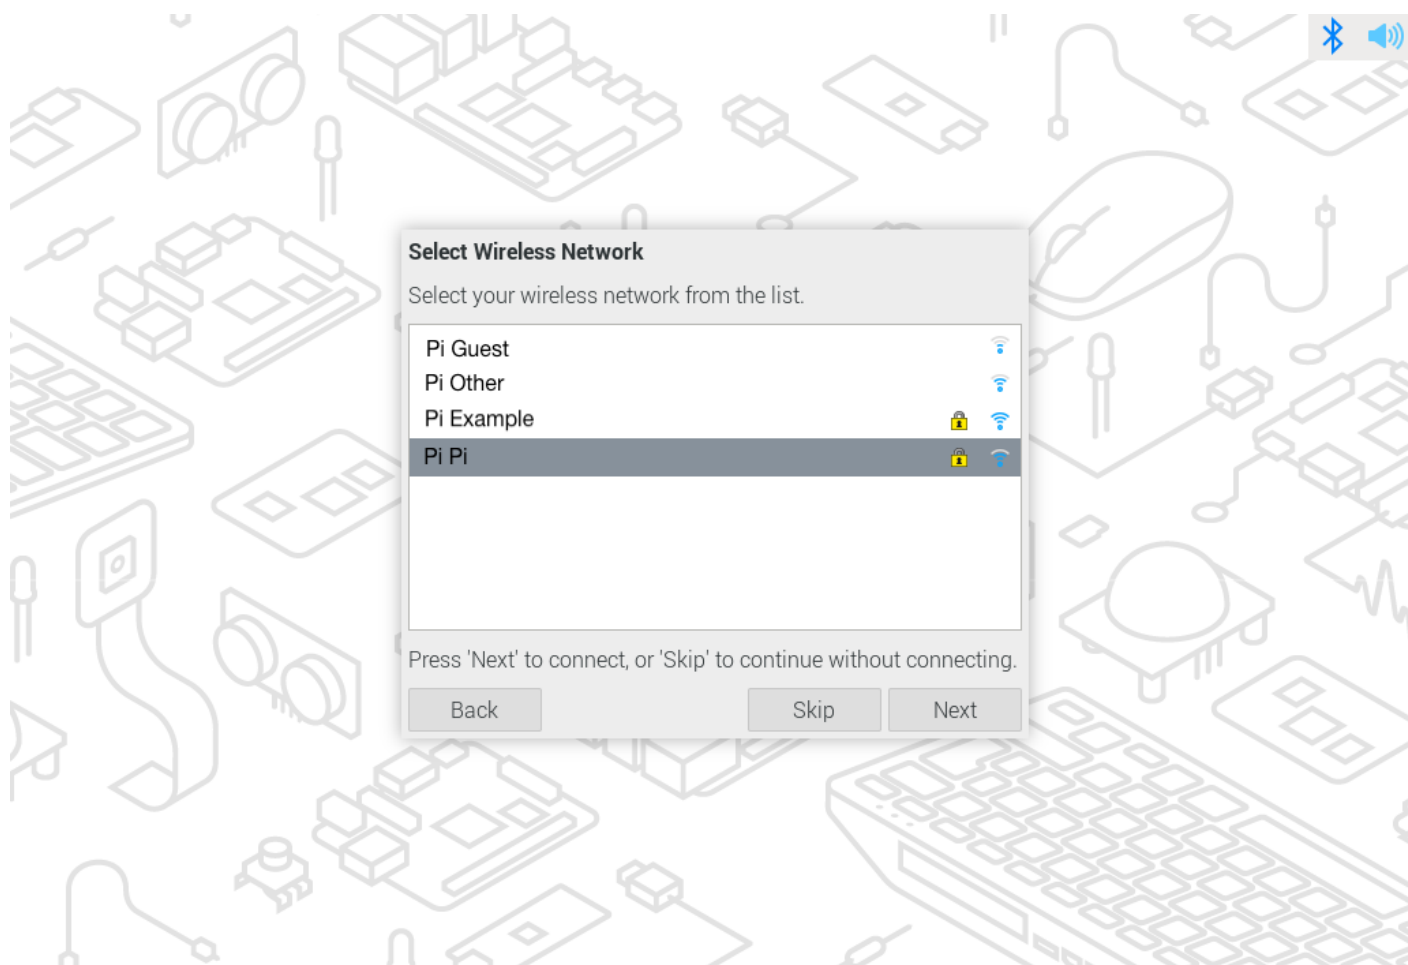 Select Wireless Network
Select your wireless network from the list.
Pi Guest
Pi Other
Pi Example
Pi Pi
Press 'Next' to connect, or 'Skip' to continue without connecting.
Back Skip Next